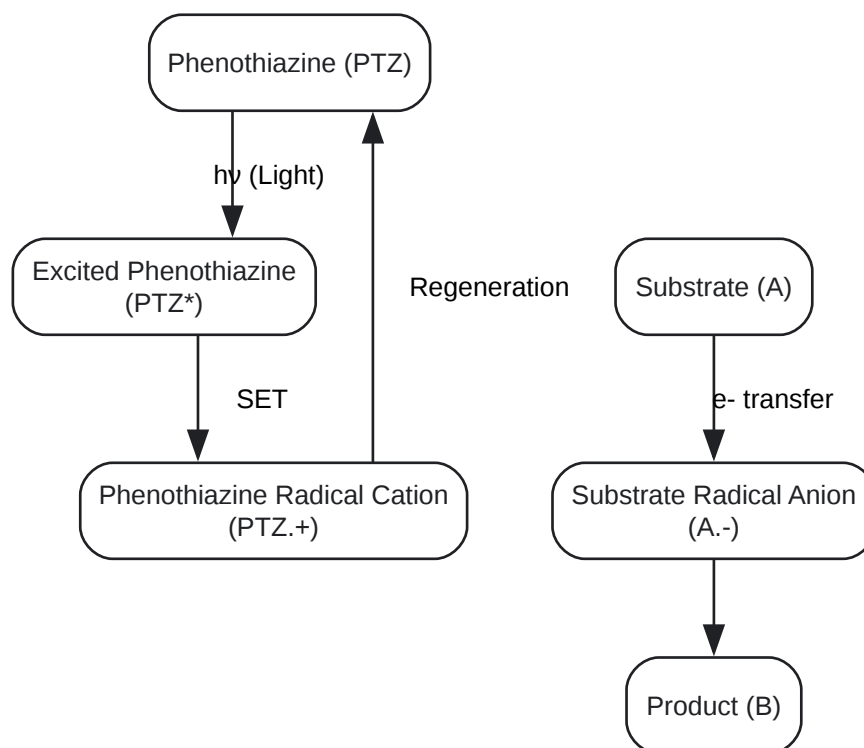 Phenothiazine (PTZ)
hν (Light)
Excited Phenothiazine
(PTZ*)
Regeneration
Substrate (A)
SET
e- transfer
Phenothiazine Radical Cation
(PTZ.+)
Substrate Radical Anion
(A.-)
Product (B)